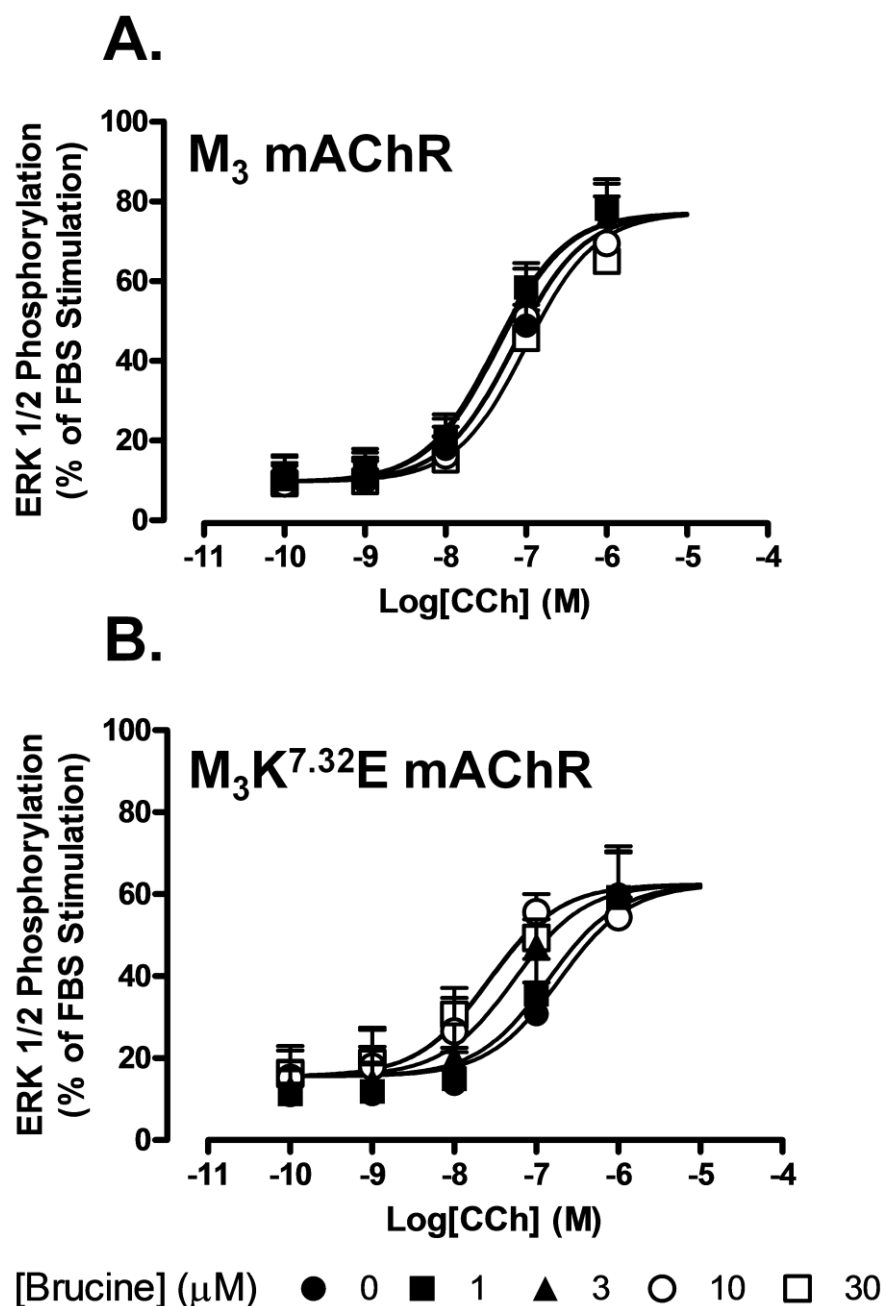 A.
M₃ mAChR
ERK 1/2 Phosphorylation
(% of FBS Stimulation)
100
80
60
40
20
0
-11 -10 -9 -8 -7 -6 -5 -4
Log[CCh] (M)
B.
M₃K⁷·³²E mAChR
ERK 1/2 Phosphorylation
(% of FBS Stimulation)
100
80
60
40
20
0
-11 -10 -9 -8 -7 -6 -5 -4
Log[CCh] (M)
[Brucine] (μM) ● 0 ■ 1 ▲ 3 ○ 10 □ 30